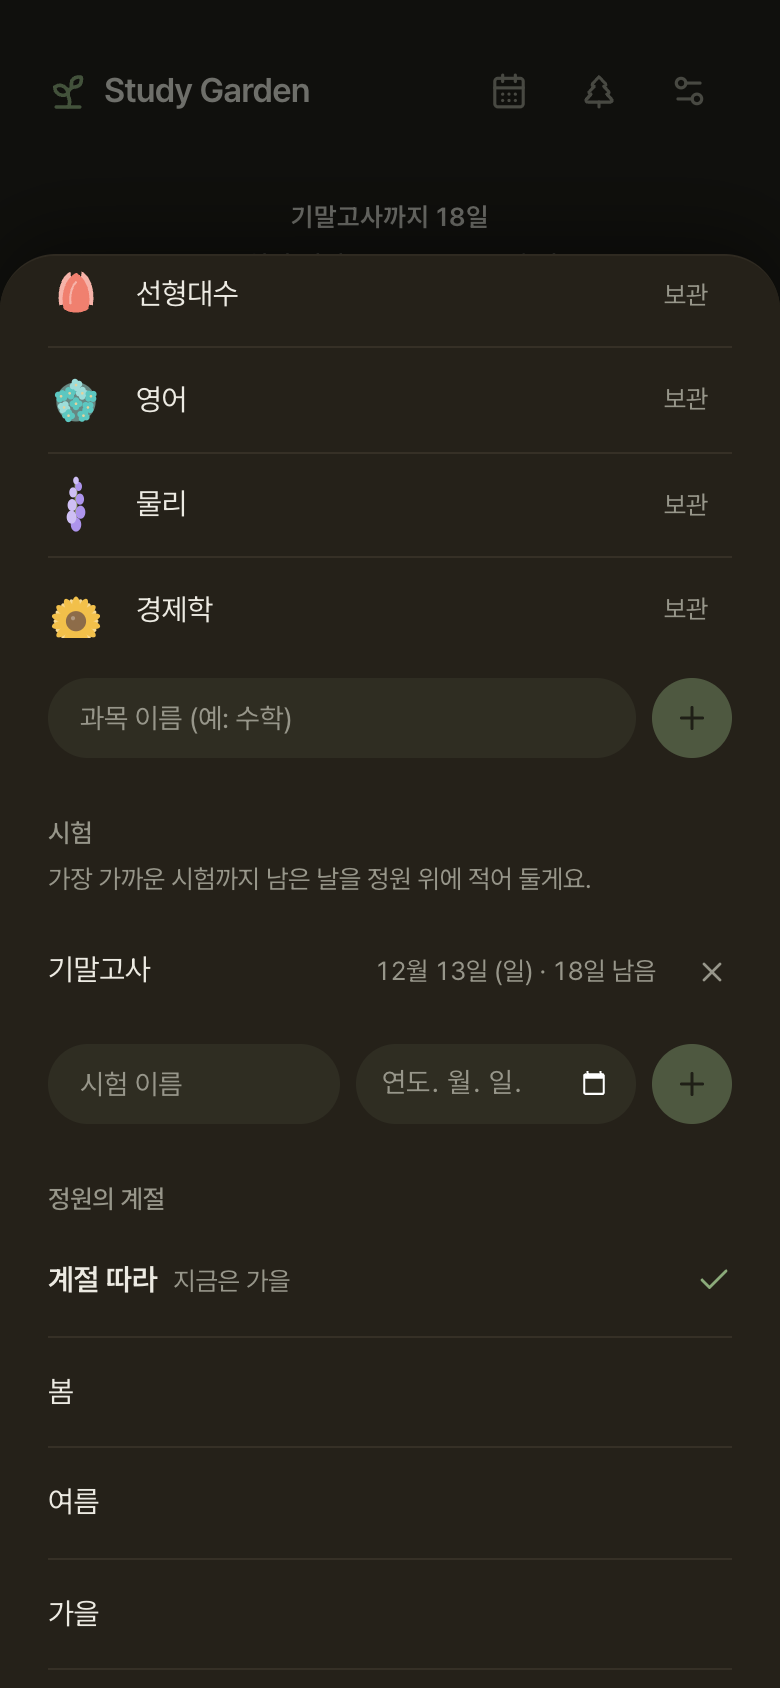 Study Garden
기말고사까지 18일
선형대수 보관
영어 보관
물리 보관
경제학 보관
과목 이름 (예: 수학)
시험
가장 가까운 시험까지 남은 날을 정원 위에 적어 둘게요.
기말고사 12월 13일 (일) · 18일 남음
시험 이름 연도. 월. 일.
정원의 계절
계절 따라 지금은 가을
봄
여름
가을